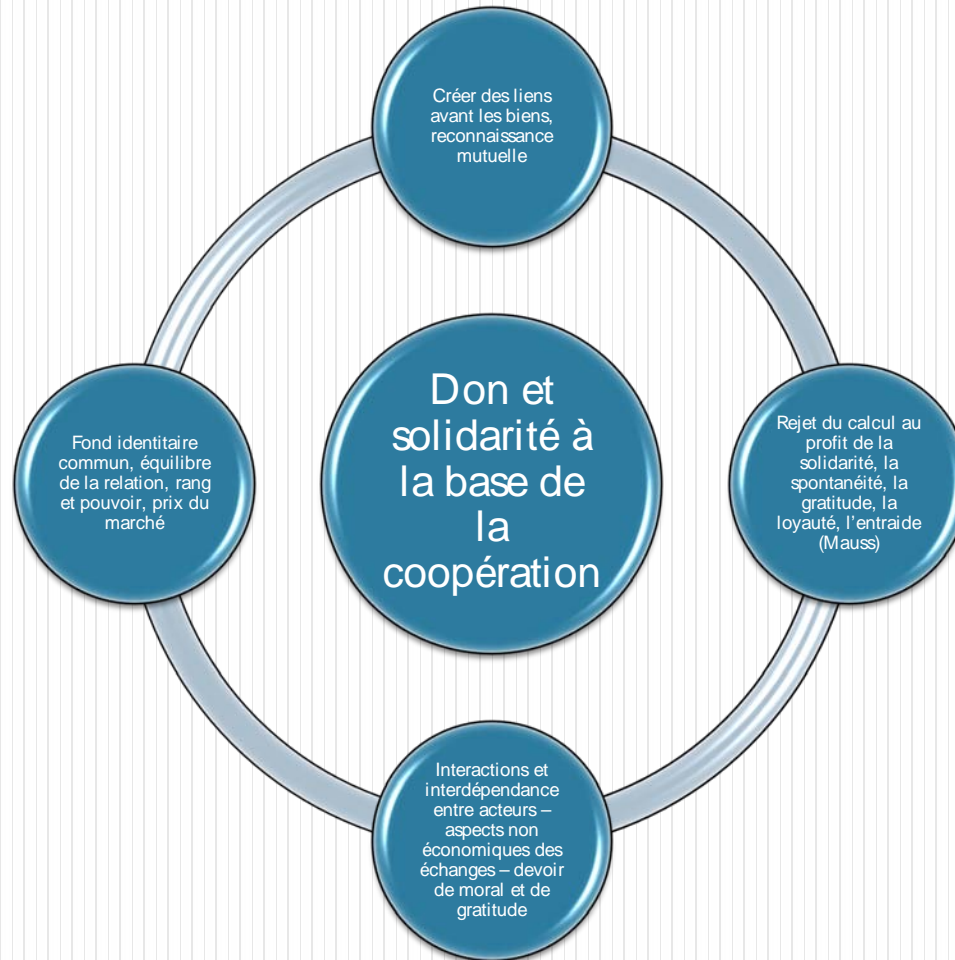 Créer des liens
avant les biens,
reconnaissance
mutuelle
Fond identitaire
commun, équilibre
de la relation, rang
et pouvoir, prix du
marché
Don et
solidarité à
la base de
la
coopération
Rejet du calcul au
profit de la
solidarité, la
spontanéité, la
gratitude, la
loyauté, l'entraide
(Mauss)
Interactions et
interdépendance
entre acteurs –
aspects non
économiques des
échanges – devoir
de moral et de
gratitude